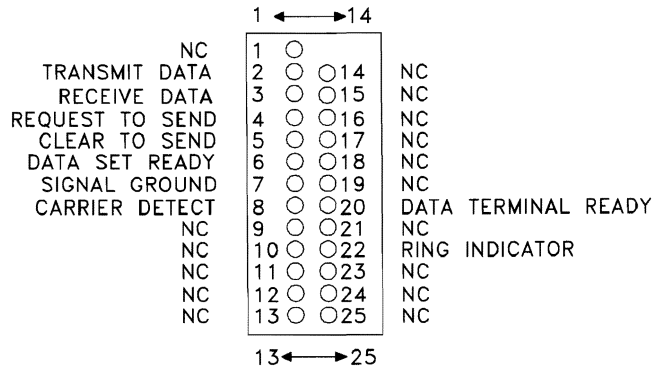 1 ◄──►14
NC 1
TRANSMIT DATA 2 14 NC
RECEIVE DATA 3 15 NC
REQUEST TO SEND 4 16 NC
CLEAR TO SEND 5 17 NC
DATA SET READY 6 18 NC
SIGNAL GROUND 7 19 NC
CARRIER DETECT 8 20 DATA TERMINAL READY
NC 9 21 NC
NC 10 22 RING INDICATOR
NC 11 23 NC
NC 12 24 NC
NC 13 25 NC
13◄──►25